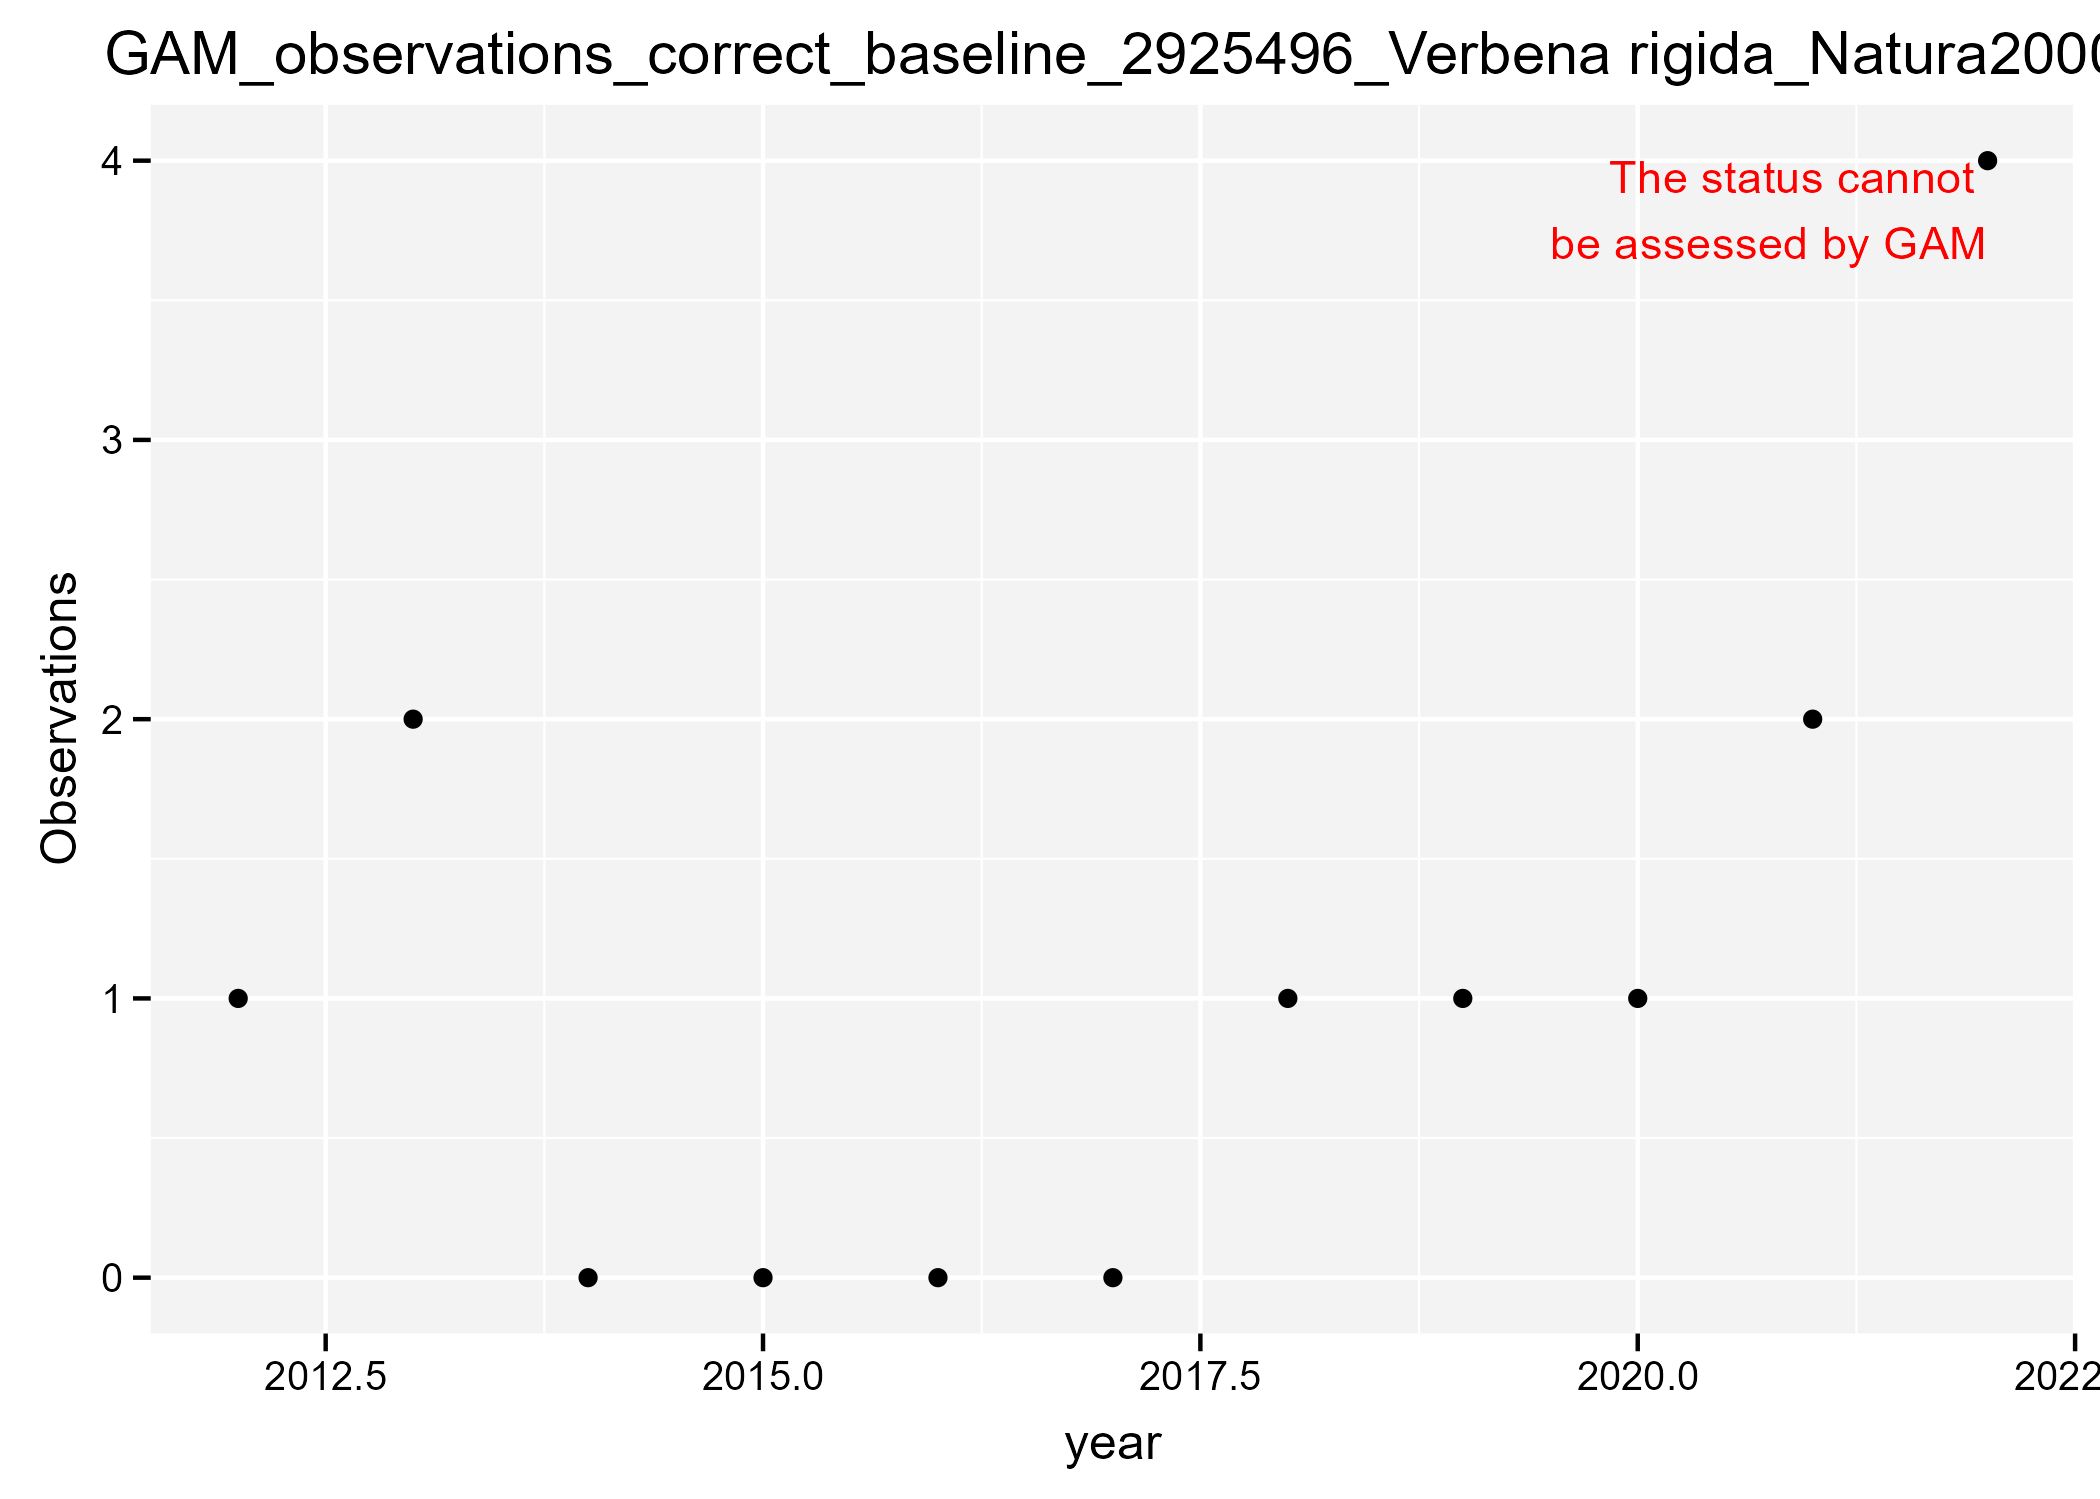 GAM_observations_correct_baseline_2925496_Verbena rigida_Natura2000
The status cannot
be assessed by GAM
4
3
2
1
0
Observations
2012.5
2015.0
2017.5
2020.0
2022
year